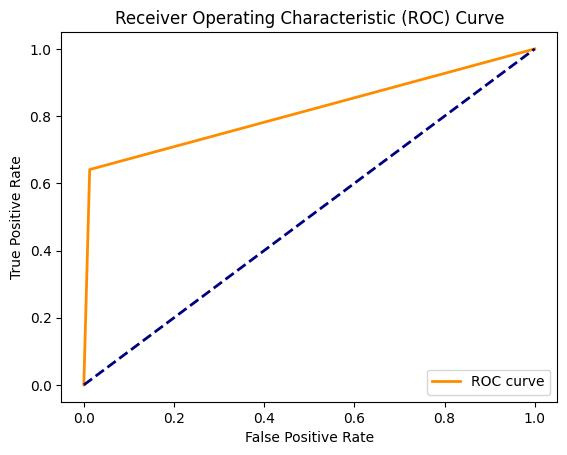 Receiver Operating Characteristic (ROC) Curve
1.0
0.8
0.6
0.4
0.2
0.0
True Positive Rate
ROC curve
0.0 0.2 0.4 0.6 0.8 1.0
False Positive Rate